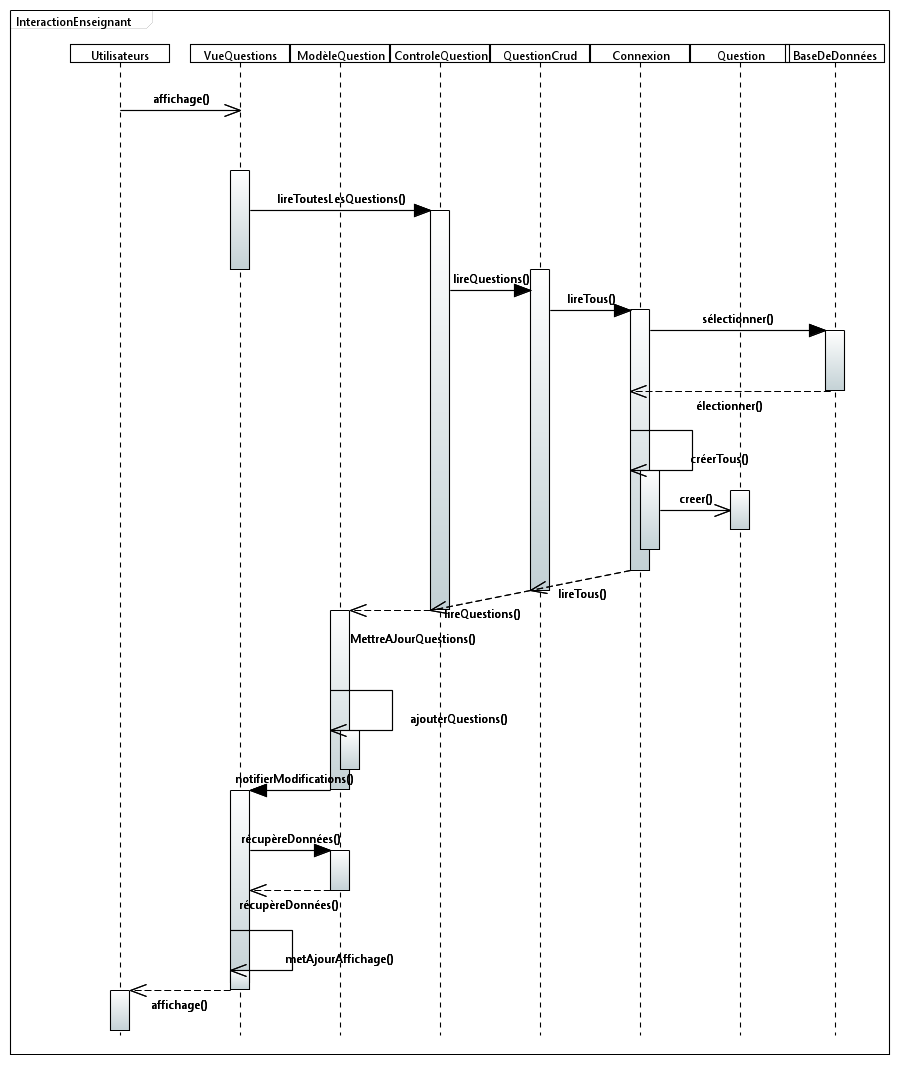 InteractionEnseignant
Utilisateurs VueQuestions ModèleQuestion ControleQuestion QuestionCrud Connexion Question BaseDeDonnées
affichage()
lireToutesLesQuestions()
lireQuestions()
lireTous()
sélectionner()
électionner()
créerTous()
creer()
lireTous()
lireQuestions()
MettreAJourQuestions()
ajouterQuestions()
notifierModifications()
récupèreDonnées()
récupèreDonnées()
metAjourAffichage()
affichage()